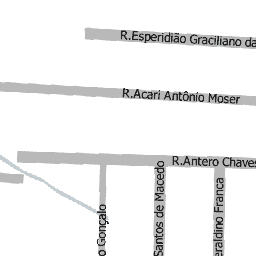 R.Esperidião Graciliano da
R.Acari Antônio Moser
R.Antero Chaves
o Gonçalo
Santos de Macedo
eraldino Franca